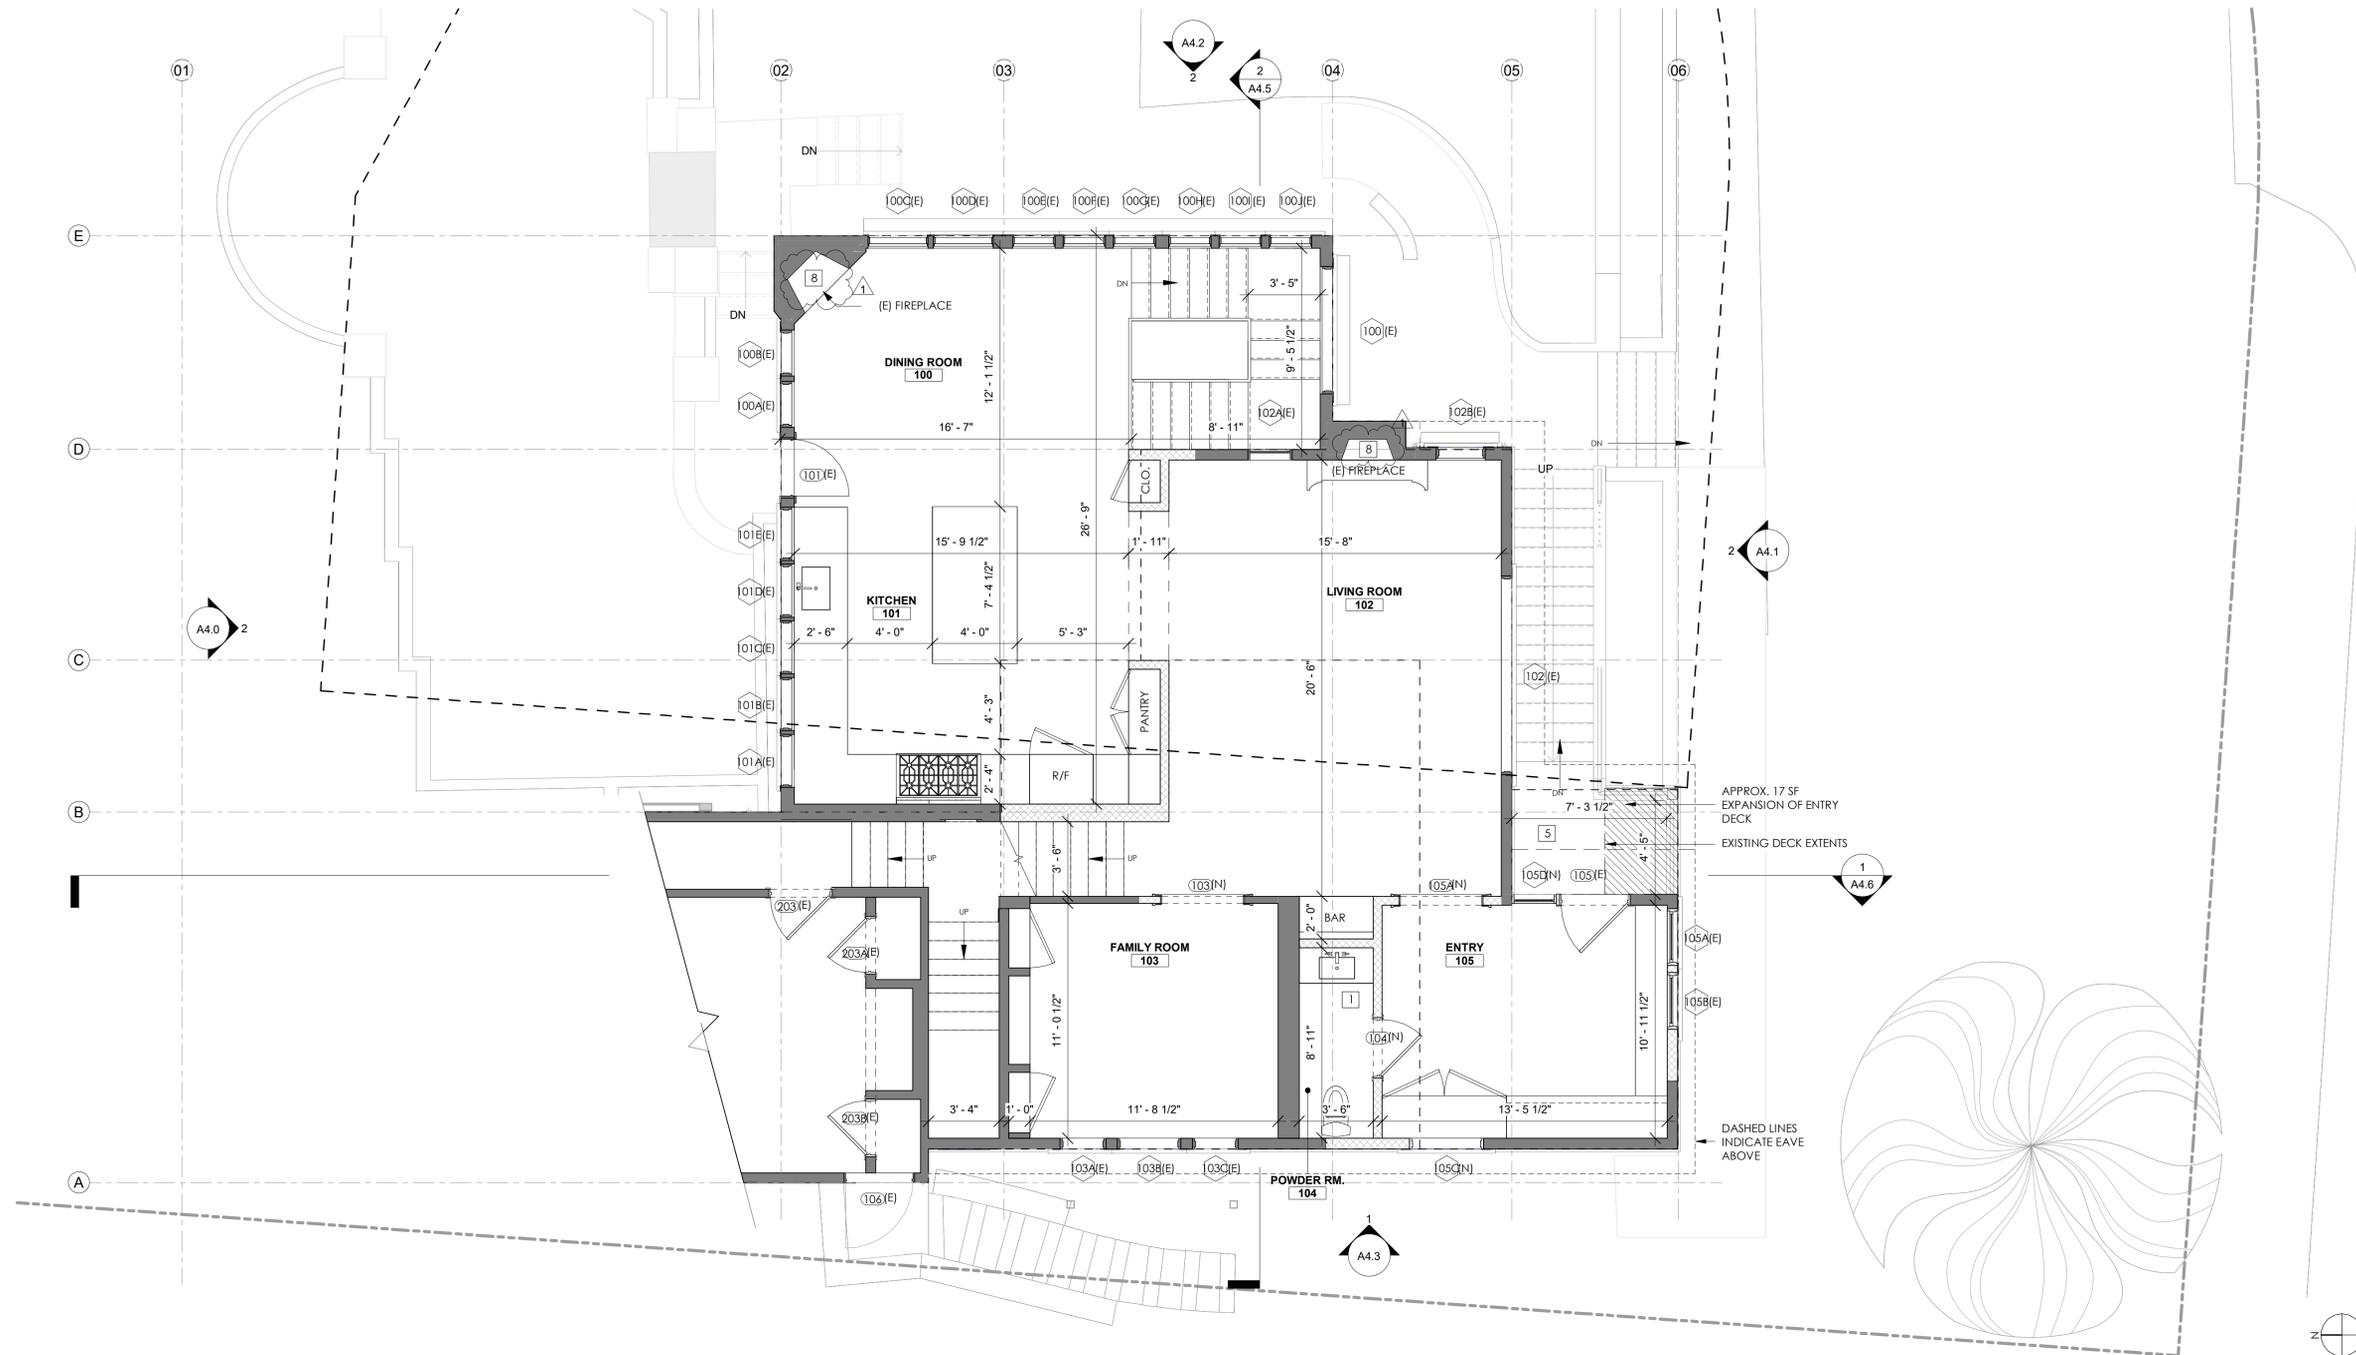 A4.2
2
2
A4.5
01
02
03
04
05
06
DN
100C(E)
100D(E)
100E(E)
100F(E)
100G(E)
100H(E)
100I(E)
100J(E)
E
8
1
(E) FIREPLACE
DN
DN
3' - 5"
100(E)
100B(E)
DINING ROOM
100
12' - 1 1/2"
9' - 5 1/2"
100A(E)
102A(E)
1
102B(E)
16' - 7"
8' - 11"
D
8
DN
(E) FIREPLACE
UP
101(E)
CLO.
26' - 9"
101E(E)
15' - 9 1/2"
1' - 11"
15' - 8"
2
A4.1
101D(E)
7' - 4 1/2"
KITCHEN
101
LIVING ROOM
102
A4.0
2
2' - 6"
4' - 0"
4' - 0"
5' - 3"
101C(E)
C
20' - 6"
102(E)
101B(E)
4' - 3"
PANTRY
101A(E)
2' - 4"
R/F
DN
APPROX. 17 SF
EXPANSION OF ENTRY
DECK
7' - 3 1/2"
B
5
EXISTING DECK EXTENTS
4' - 5"
UP
3' - 6"
UP
1
A4.6
103(N)
105A(N)
105D(N)
105(E)
203(E)
UP
2' - 0"
BAR
105A(E)
203A(E)
FAMILY ROOM
103
ENTRY
105
1
105B(E)
11' - 0 1/2"
8' - 11"
104(N)
10' - 11 1/2"
203B(E)
3' - 4"
1' - 0"
11' - 8 1/2"
3' - 6"
13' - 5 1/2"
DASHED LINES
INDICATE EAVE
ABOVE
103A(E)
103B(E)
103C(E)
105C(N)
A
106(E)
POWDER RM.
104
1
A4.3
N